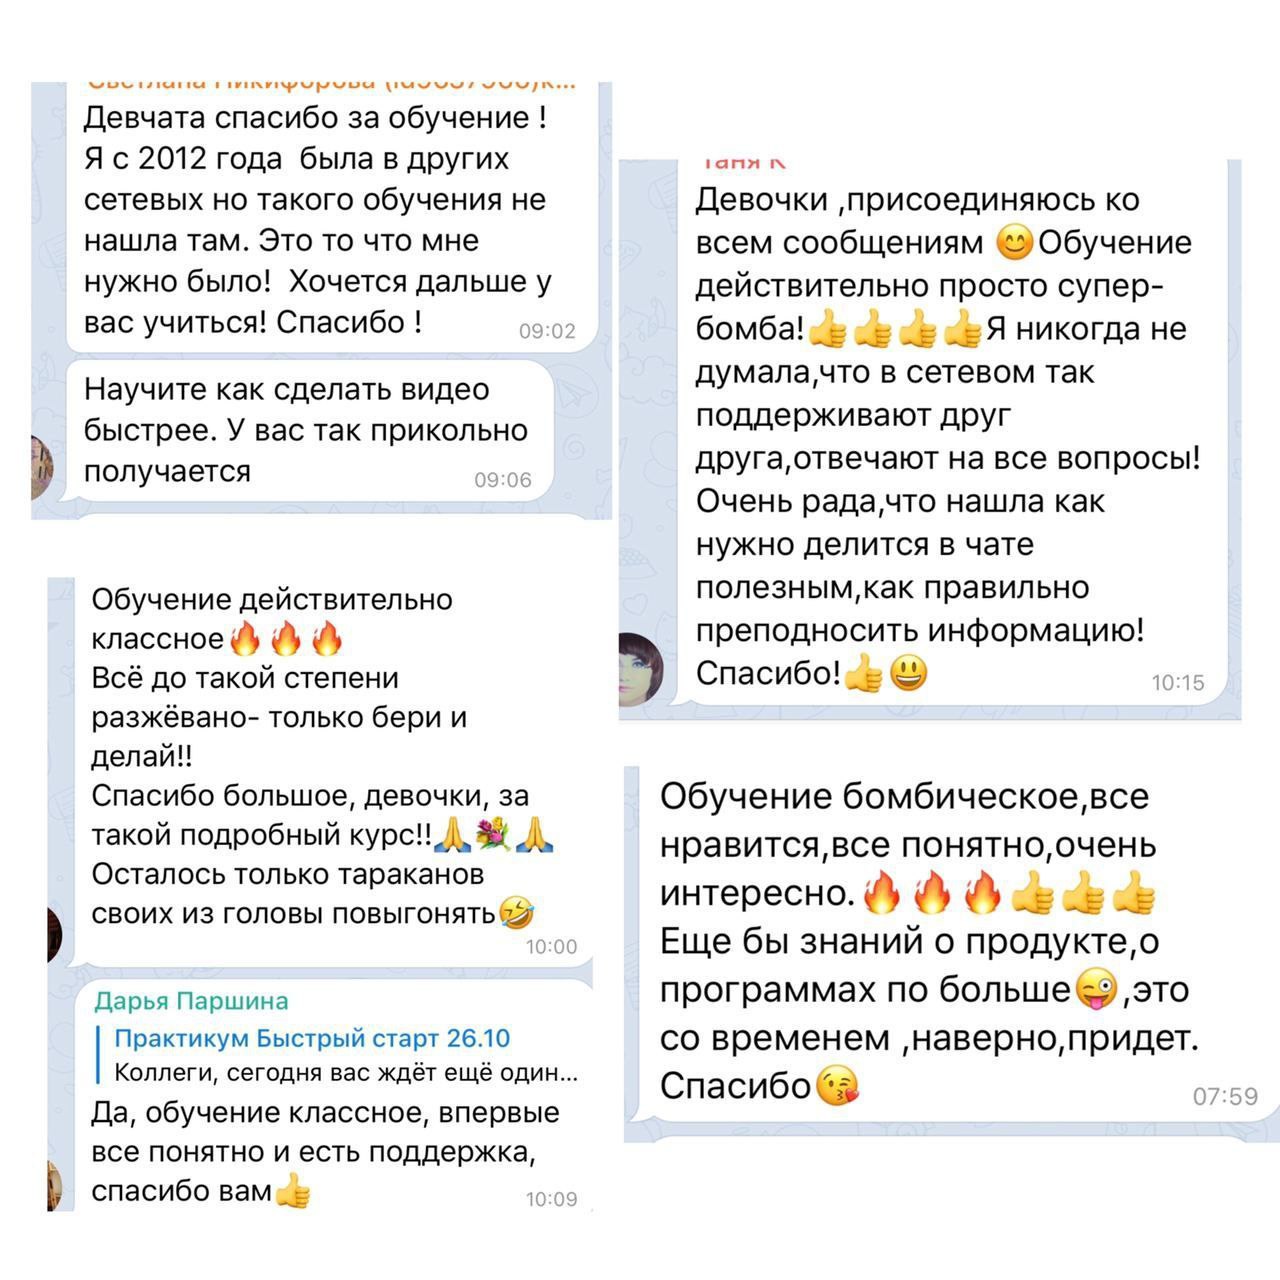 Светлана Никифорова
Девчата спасибо за обучение !
Я с 2012 года  была в других
сетевых но такого обучения не
нашла там. Это то что мне
нужно было!  Хочется дальше у
вас учиться! Спасибо !
09:02
Научите как сделать видео
быстрее. У вас так прикольно
получается
09:06
Обучение действительно
классное🔥🔥🔥
Всё до такой степени
разжёвано- только бери и
делай!!
Спасибо большое, девочки, за
такой подробный курс!!🙏💐🙏
Осталось только тараканов
своих из головы повыгонять🤣
10:00
Дарья Паршина
Практикум Быстрый старт 26.10
Коллеги, сегодня вас ждёт ещё один...
Да, обучение классное, впервые
все понятно и есть поддержка,
спасибо вам👍
10:09
Таня К
Девочки ,присоединяюсь ко
всем сообщениям 😊Обучение
действительно просто супер-
бомба!👍👍👍👍Я никогда не
думала,что в сетевом так
поддерживают друг
друга,отвечают на все вопросы!
Очень рада,что нашла как
нужно делится в чате
полезным,как правильно
преподносить информацию!
Спасибо!👍😃
10:15
Обучение бомбическое,все
нравится,все понятно,очень
интересно.🔥🔥🔥👍👍👍
Еще бы знаний о продукте,о
программах по больше😜,это
со временем ,наверно,придет.
Спасибо😘
07:59